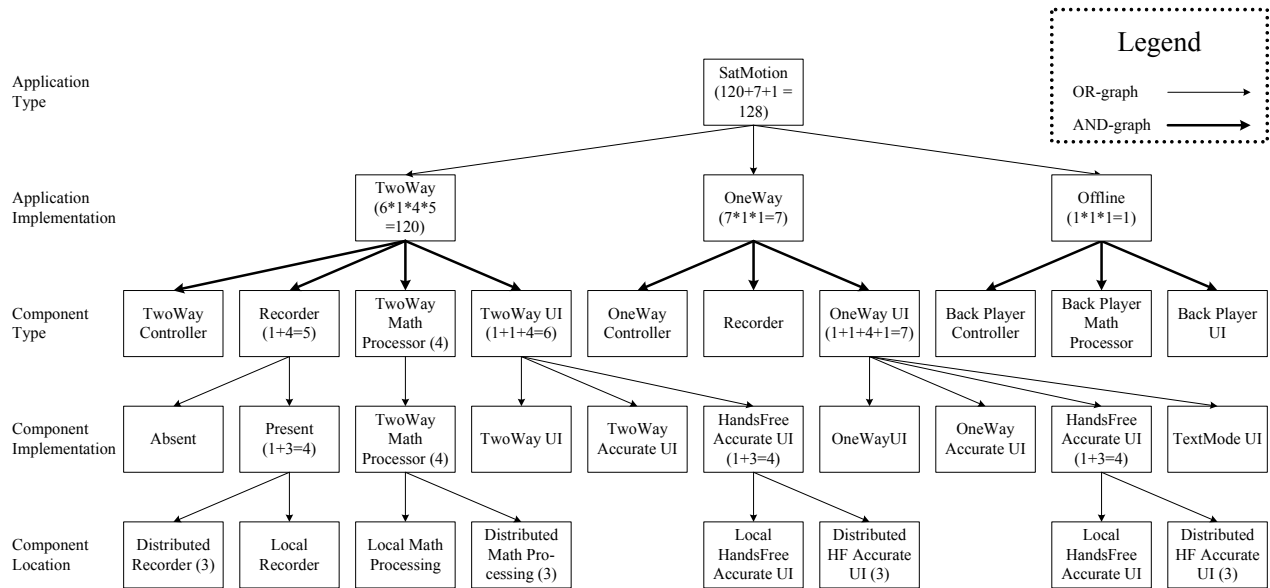 Legend
OR-graph
AND-graph
Application
Type
SatMotion
(120+7+1 =
128)
Application
Implementation
TwoWay
(6*1*4*5
=120)
OneWay
(7*1*1=7)
Offline
(1*1*1=1)
Component
Type
TwoWay
Controller
Recorder
(1+4=5)
TwoWay
Math
Processor (4)
TwoWay UI
(1+1+4=6)
OneWay
Controller
Recorder
OneWay UI
(1+1+4+1=7)
Back Player
Controller
Back Player
Math
Processor
Back Player
UI
Component
Implementation
Absent
Present
(1+3=4)
TwoWay
Math
Processor (4)
TwoWay UI
TwoWay
Accurate UI
HandsFree
Accurate UI
(1+3=4)
OneWayUI
OneWay
Accurate UI
HandsFree
Accurate UI
(1+3=4)
TextMode UI
Component
Location
Distributed
Recorder (3)
Local
Recorder
Local Math
Processing
Distributed
Math Pro-
cessing (3)
Local
HandsFree
Accurate UI
Distributed
HF Accurate
UI (3)
Local
HandsFree
Accurate UI
Distributed
HF Accurate
UI (3)